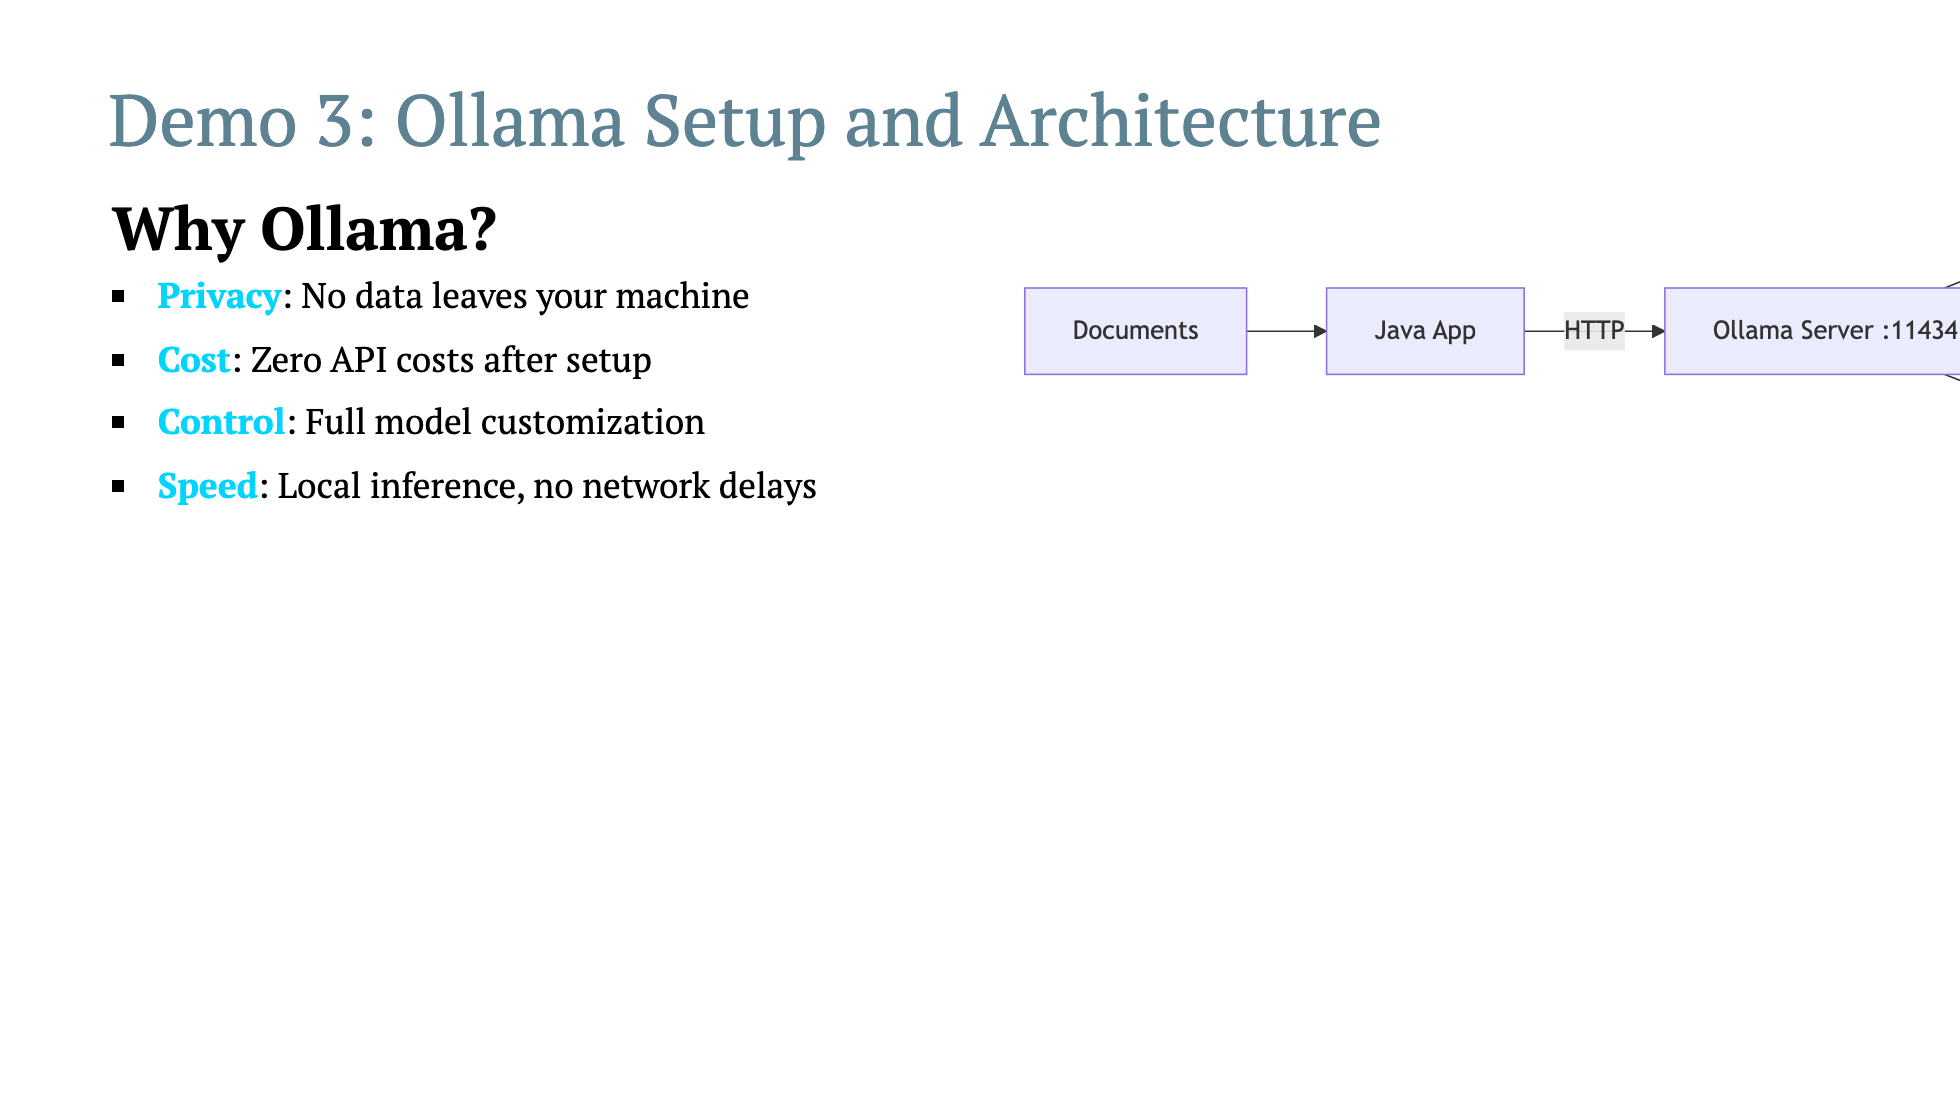 Demo 3: Ollama Setup and Architecture
Why Ollama?
Privacy: No data leaves your machine
Cost: Zero API costs after setup
Control: Full model customization
Speed: Local inference, no network delays
Documents
Java App
HTTP
Ollama Server :11434